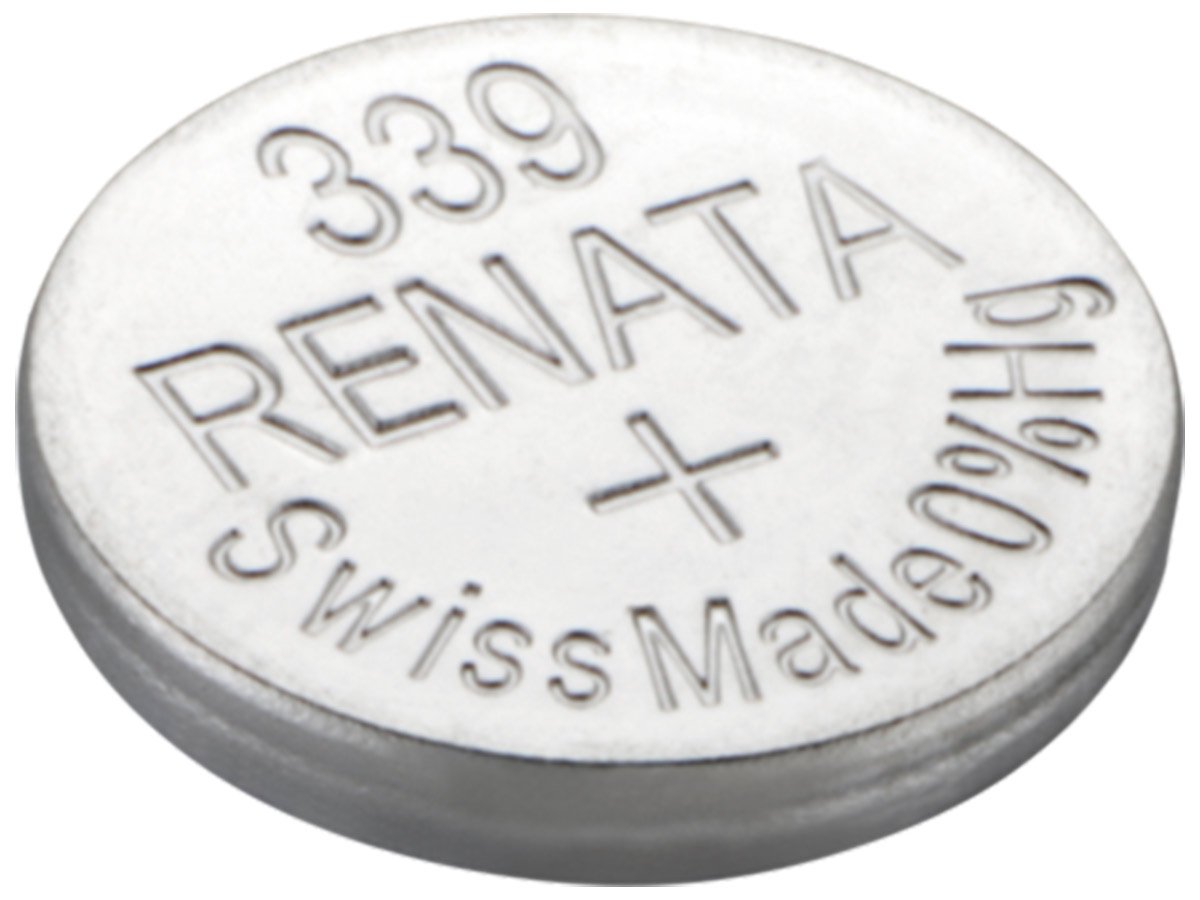 339
RENATA
+
Swiss Made 0%Hg